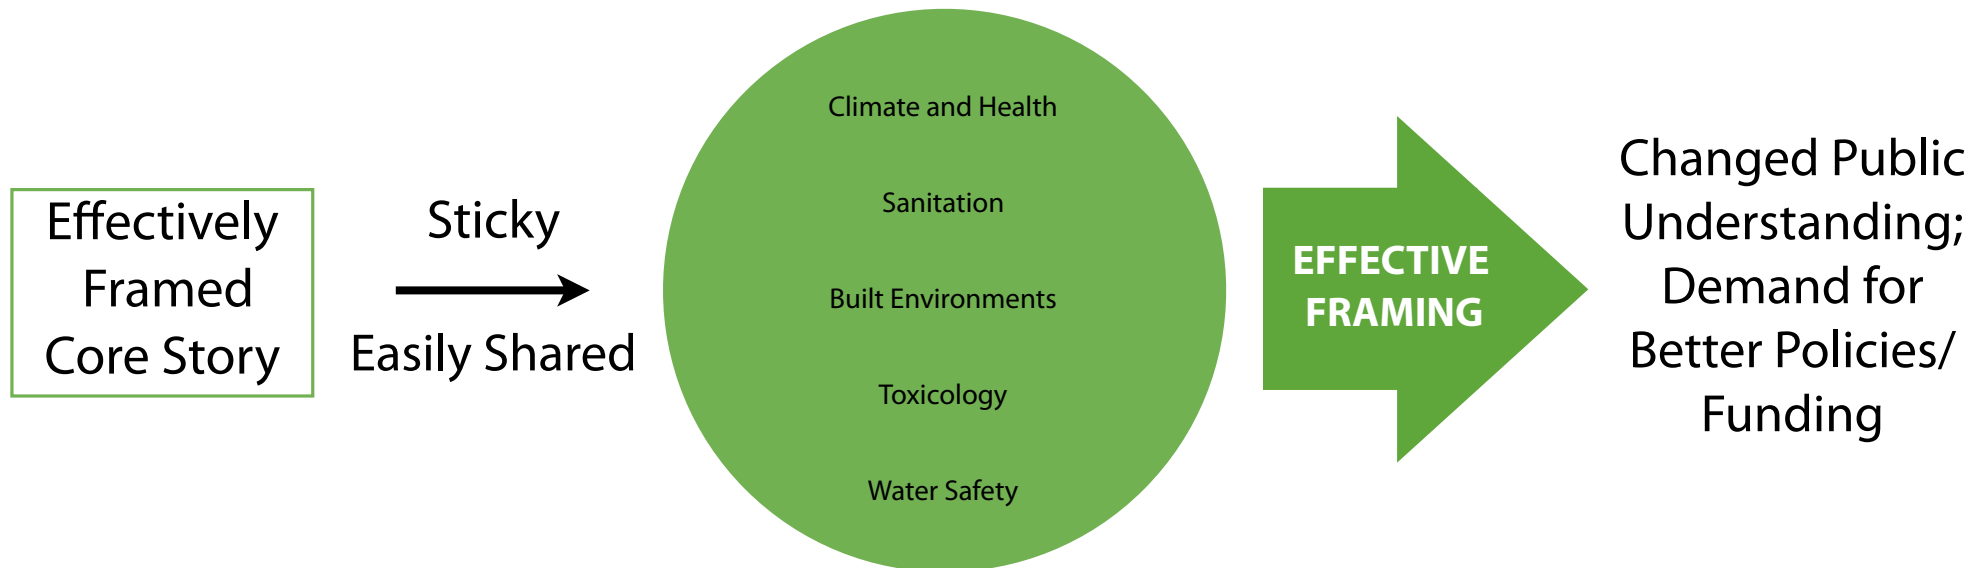 Effectively
Framed
Core Story
Sticky
Easily Shared
Climate and Health
Sanitation
Built Environments
Toxicology
Water Safety
EFFECTIVE
FRAMING
Changed Public
Understanding;
Demand for
Better Policies/
Funding